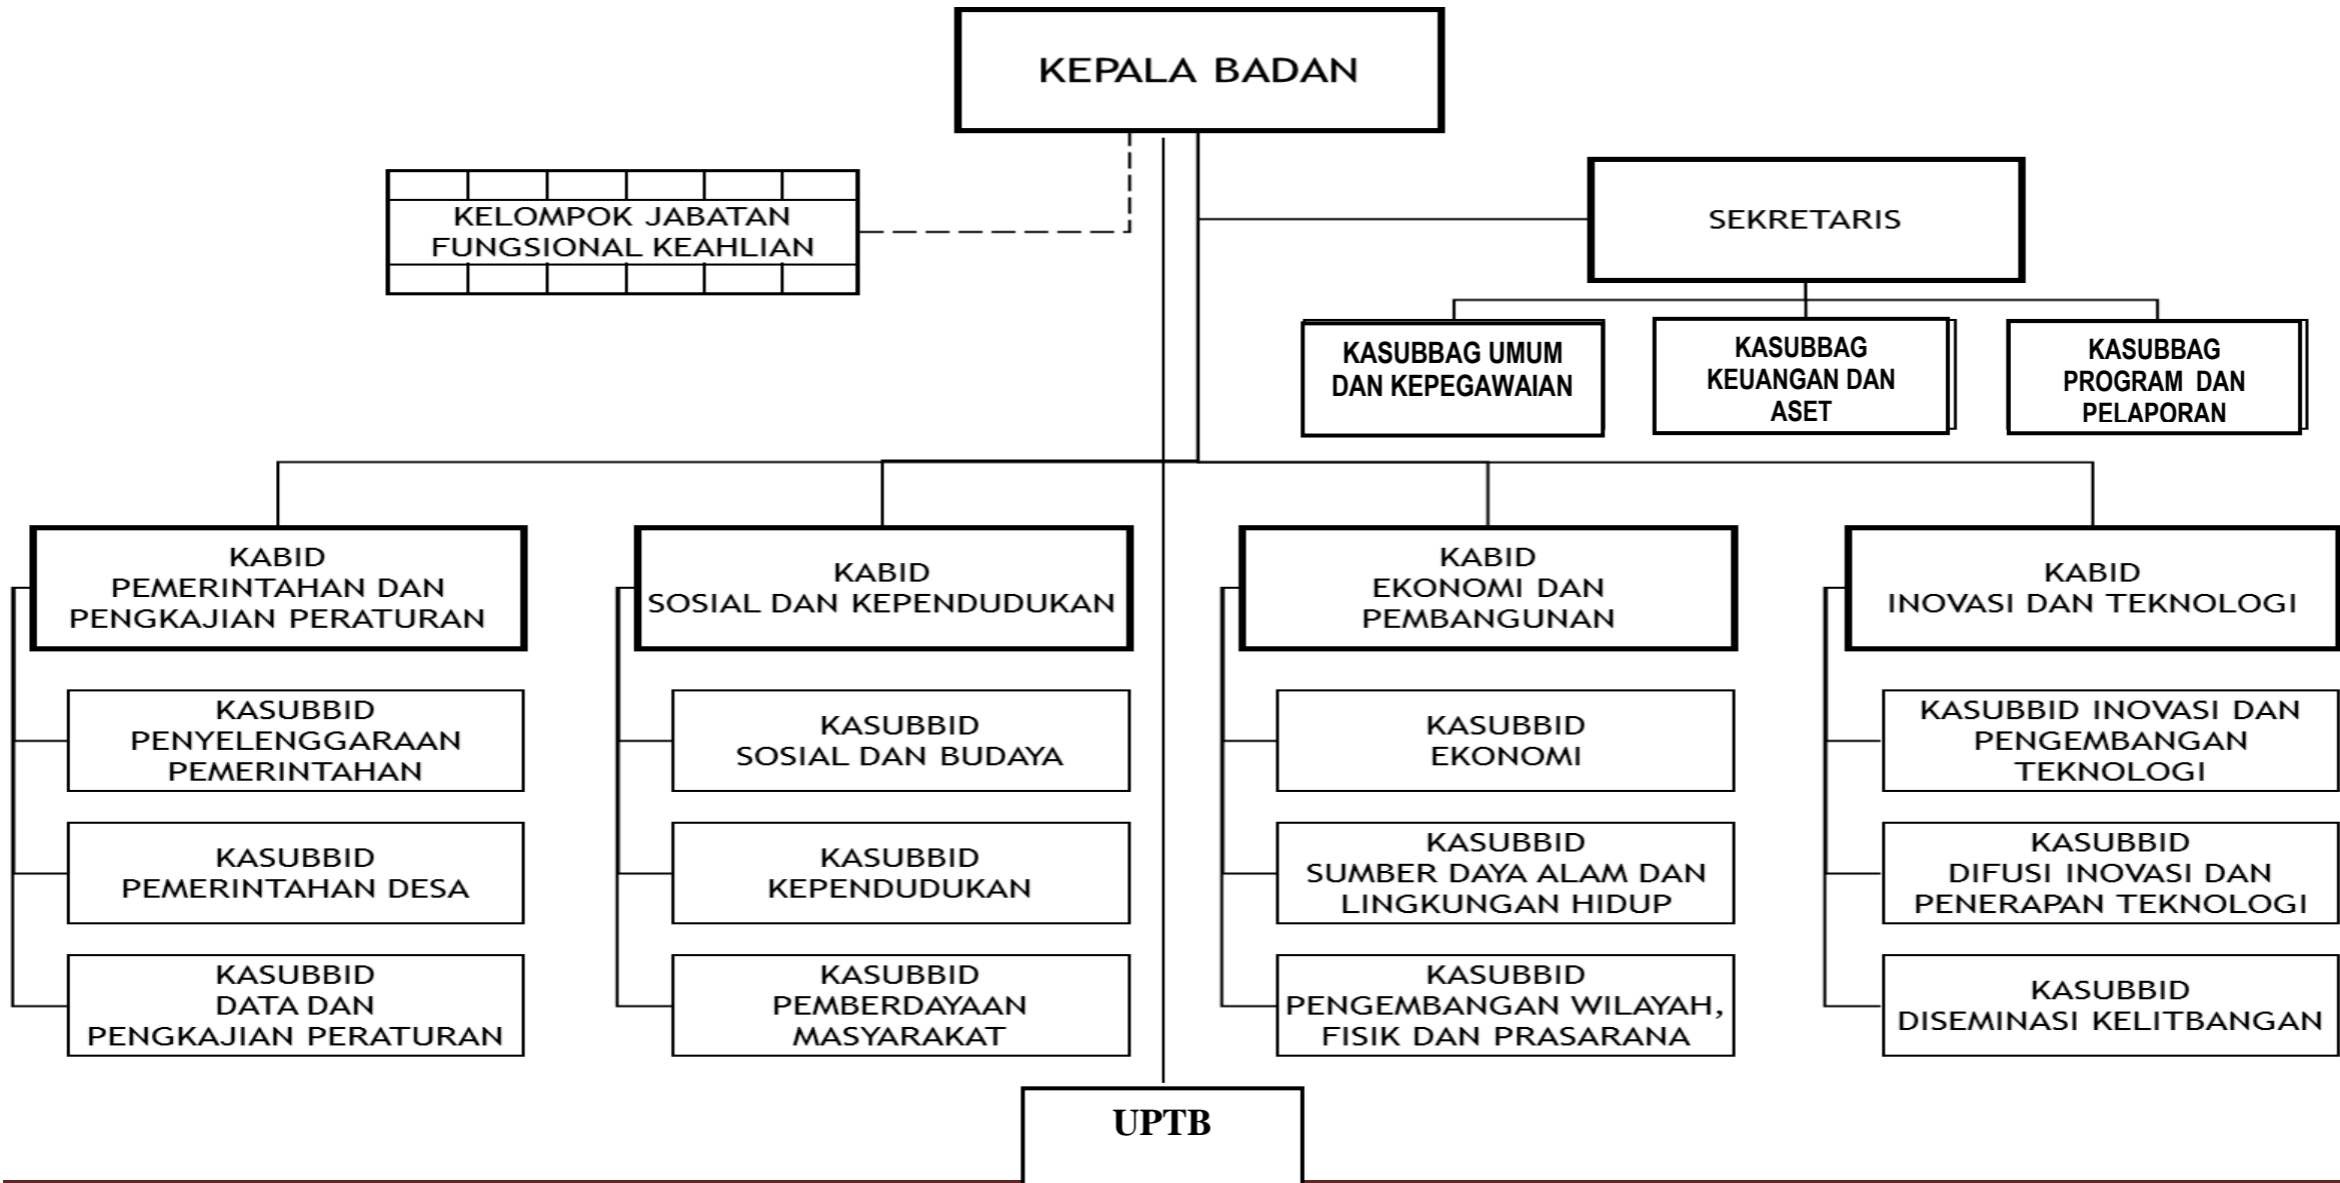 KEPALA BADAN
KELOMPOK JABATAN
FUNGSIONAL KEAHLIAN
SEKRETARIS
KASUBBAG UMUM
DAN KEPEGAWAIAN
KASUBBAG
KEUANGAN DAN
ASET
KASUBBAG
PROGRAM DAN
PELAPORAN
KABID
PEMERINTAHAN DAN
PENGKAJIAN PERATURAN
KABID
SOSIAL DAN KEPENDUDUKAN
KABID
EKONOMI DAN
PEMBANGUNAN
KABID
INOVASI DAN TEKNOLOGI
KASUBBID
PENYELENGGARAAN
PEMERINTAHAN
KASUBBID
SOSIAL DAN BUDAYA
KASUBBID
EKONOMI
KASUBBID INOVASI DAN
PENGEMBANGAN
TEKNOLOGI
KASUBBID
PEMERINTAHAN DESA
KASUBBID
KEPENDUDUKAN
KASUBBID
SUMBER DAYA ALAM DAN
LINGKUNGAN HIDUP
KASUBBID
DIFUSI INOVASI DAN
PENERAPAN TEKNOLOGI
KASUBBID
DATA DAN
PENGKAJIAN PERATURAN
KASUBBID
PEMBERDAYAAN
MASYARAKAT
KASUBBID
PENGEMBANGAN WILAYAH,
FISIK DAN PRASARANA
KASUBBID
DISEMINASI KELITBANGAN
UPTB